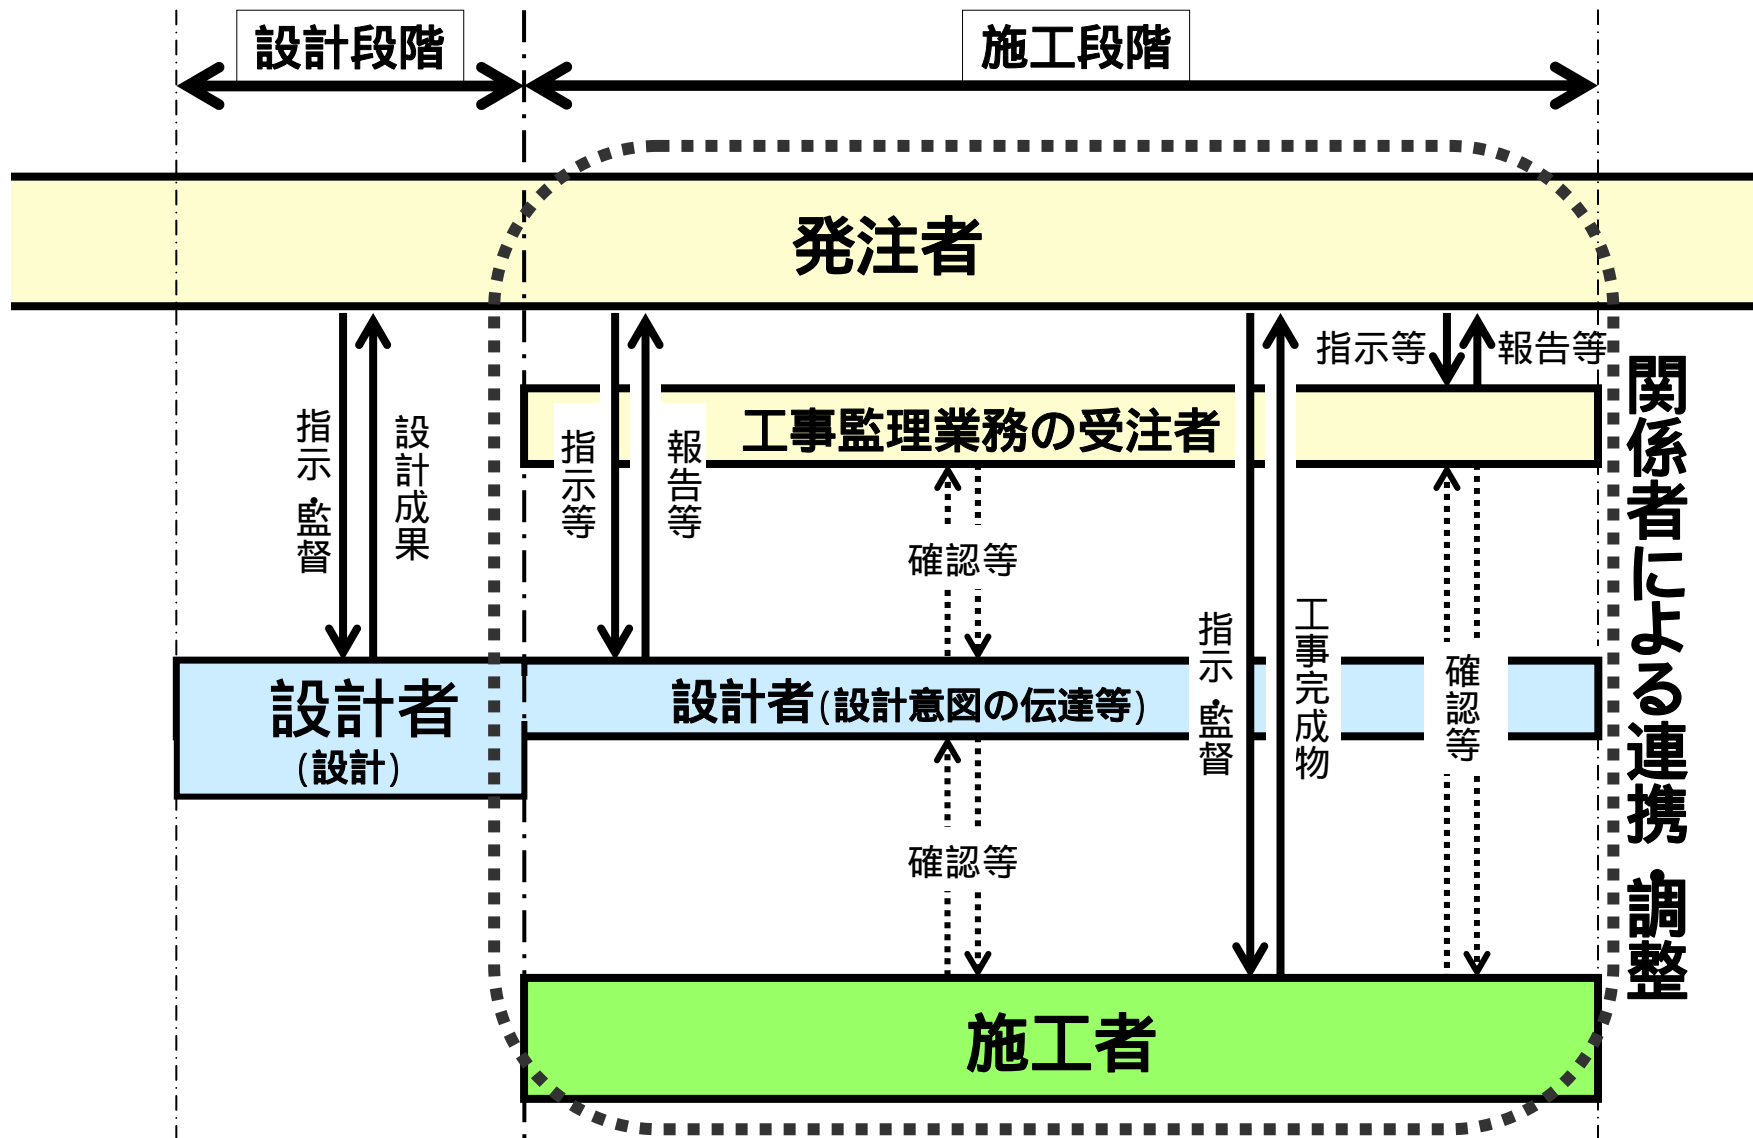 設計段階
施工段階
発注者
指示等
報告等
工事監理業務の受注者
指示・監督
設計成果
指示等
報告等
確認等
関係者による連携・調整
設計者
(設計)
設計者(設計意図の伝達等)
指示・監督
工事完成物
確認等
確認等
施工者